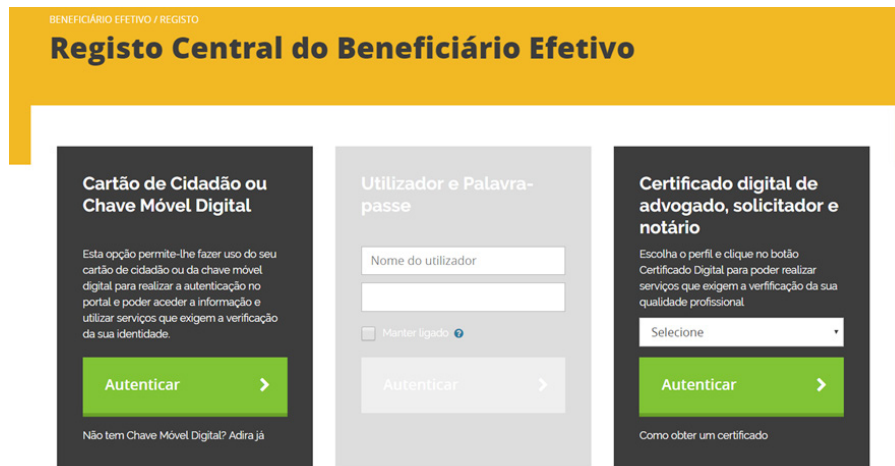 BENEFICIÁRIO EFETIVO / REGISTO
Registo Central do Beneficiário Efetivo
Cartão de Cidadão ou
Chave Móvel Digital
Esta opção permite-lhe fazer uso do seu
cartão de cidadão ou da chave móvel
digital para realizar a autenticação no
portal e poder aceder a informação e
utilizar serviços que exigem a verificação
da sua identidade.
Autenticar
Não tem Chave Móvel Digital? Adira já
Utilizador e Palavra-
passe
Nome do utilizador
Manter ligado ?
Autenticar
Certificado digital de
advogado, solicitador e
notário
Escolha o perfil e clique no botão
Certificado Digital para poder realizar
serviços que exigem a verfificação da sua
qualidade profissional
Selecione
Autenticar
Como obter um certificado